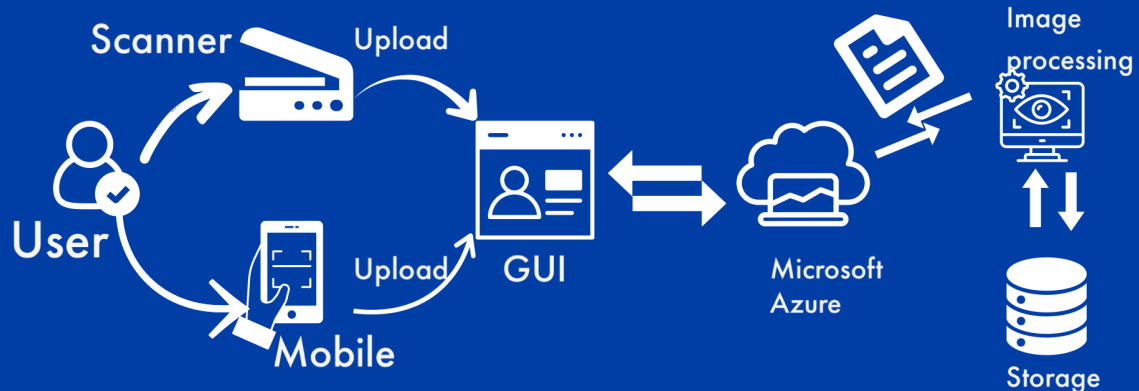 Scanner
Upload
User
Upload
Mobile
GUI
Microsoft
Azure
Image
processing
Storage